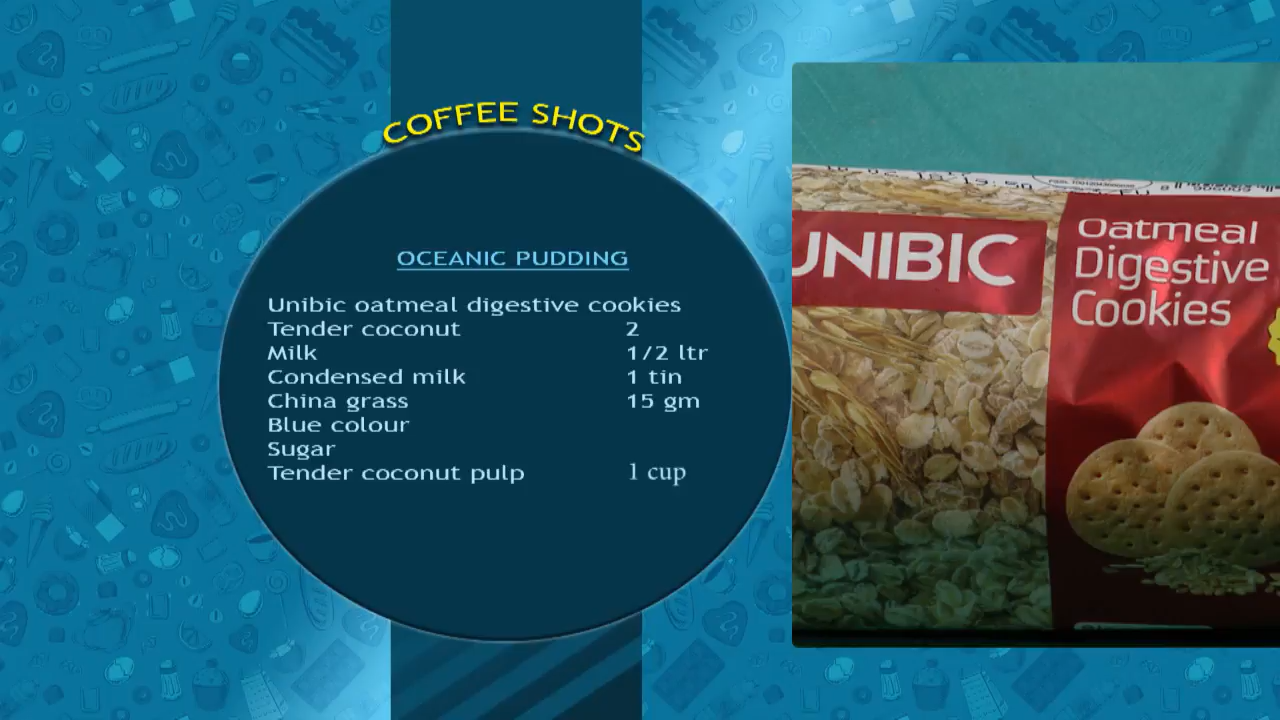 COFFEE SHOTS
OCEANIC PUDDING
Unibic oatmeal digestive cookies
Tender coconut 2
Milk 1/2 ltr
Condensed milk 1 tin
China grass 15 gm
Blue colour
Sugar
Tender coconut pulp 1 cup
UNIBIC
Oatmeal
Digestive
Cookies